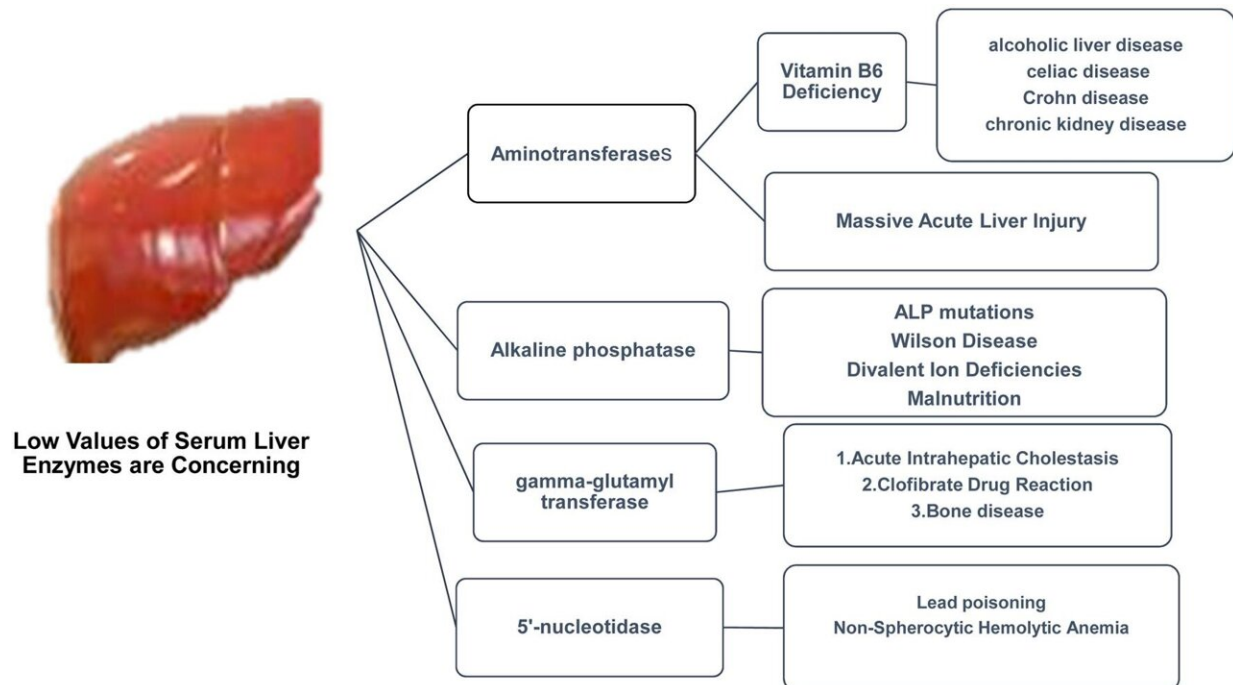 Low Values of Serum Liver
Enzymes are Concerning
Aminotransferases
Vitamin B6
Deficiency
alcoholic liver disease
celiac disease
Crohn disease
chronic kidney disease
Massive Acute Liver Injury
Alkaline phosphatase
ALP mutations
Wilson Disease
Divalent Ion Deficiencies
Malnutrition
gamma-glutamyl
transferase
1.Acute Intrahepatic Cholestasis
2.Clofibrate Drug Reaction
3.Bone disease
5'-nucleotidase
Lead poisoning
Non-Spherocytic Hemolytic Anemia